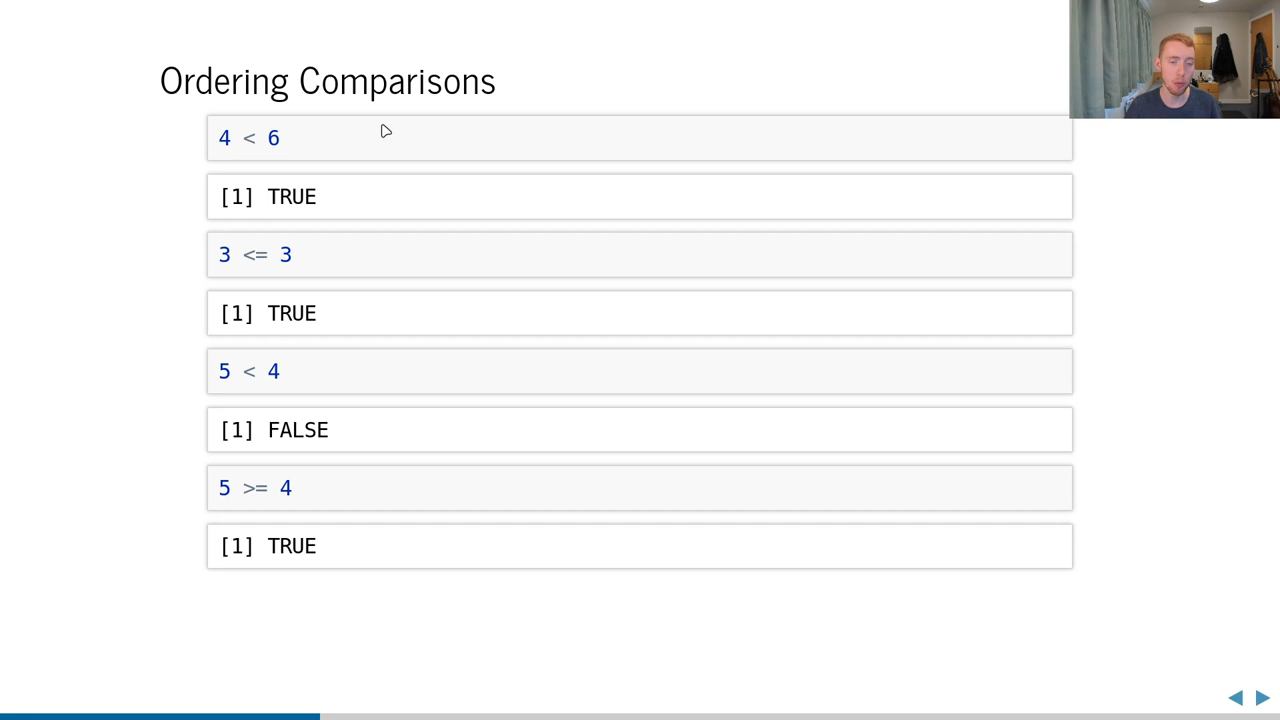 Ordering Comparisons
4 < 6
[1] TRUE
3 <= 3
[1] TRUE
5 < 4
[1] FALSE
5 >= 4
[1] TRUE